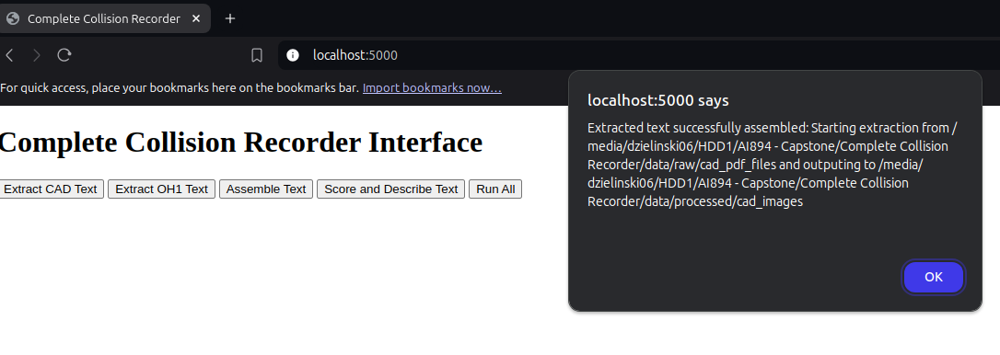 Complete Collision Recorder
localhost:5000
For quick access, place your bookmarks here on the bookmarks bar. Import bookmarks now...
localhost:5000 says
Extracted text successfully assembled: Starting extraction from /
media/dzielinski06/HDD1/AI894 - Capstone/Complete Collision
Recorder/data/raw/cad_pdf_files and outputing to /media/
dzielinski06/HDD1/AI894 - Capstone/Complete Collision
Recorder/data/processed/cad_images
OK
Complete Collision Recorder Interface
Extract CAD Text Extract OH1 Text Assemble Text Score and Describe Text Run All